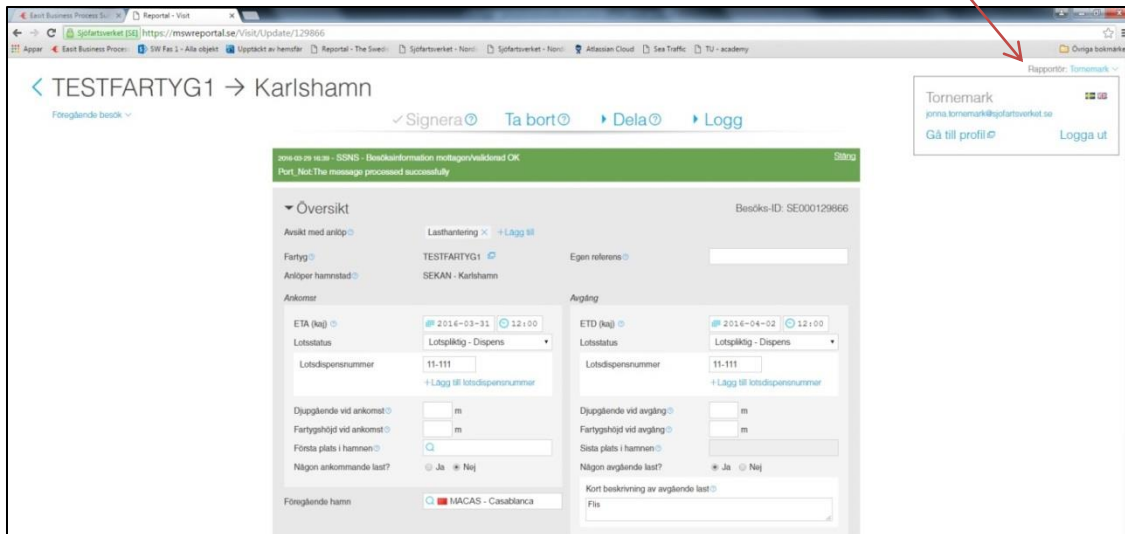 Easit Business Process Su
Reportal - Visit
Sjöfartsverket [SE] https://mswreportal.se/Visit/Update/129866
Appar Easit Business Proces SW Fas 1 - Alla objekt Upptäckt av hemsfär Reportal - The Swedi Sjöfartsverket - Nordi Sjöfartsverket - Nordi Atlassian Cloud Sea Traffic TU - academy Övriga bokmärken
Rapportör: Tornemark
TESTFARTYG1 → Karlshamn
Föregående besök
Signera Ta bort Dela Logg
Tornemark
jonna.tornemark@sjofartsverket.se
Gå till profil Logga ut
2016-03-29 16:39 - SSNS - Besöksinformation mottagen/validerad OK Stäng
Port_Not:The message processed successfully
Översikt Besöks-ID: SE000129866
Avsikt med anlöp Lasthantering × +Lägg till
Fartyg TESTFARTYG1 Egen referens
Anlöper hamnstad SEKAN - Karlshamn
Ankomst Avgång
ETA (kaj) 2016-03-31 12:00 ETD (kaj) 2016-04-02 12:00
Lotsstatus Lotspliktig - Dispens Lotsstatus Lotspliktig - Dispens
Lotsdispensnummer 11-111 Lotsdispensnummer 11-111
+Lägg till lotsdispensnummer +Lägg till lotsdispensnummer
Djupgående vid ankomst m Djupgående vid avgång m
Fartygshöjd vid ankomst m Fartygshöjd vid avgång m
Första plats i hamnen Sista plats i hamnen
Någon ankommande last? Ja Nej Någon avgående last? Ja Nej
Kort beskrivning av avgående last
Föregående hamn MACAS - Casablanca Flis